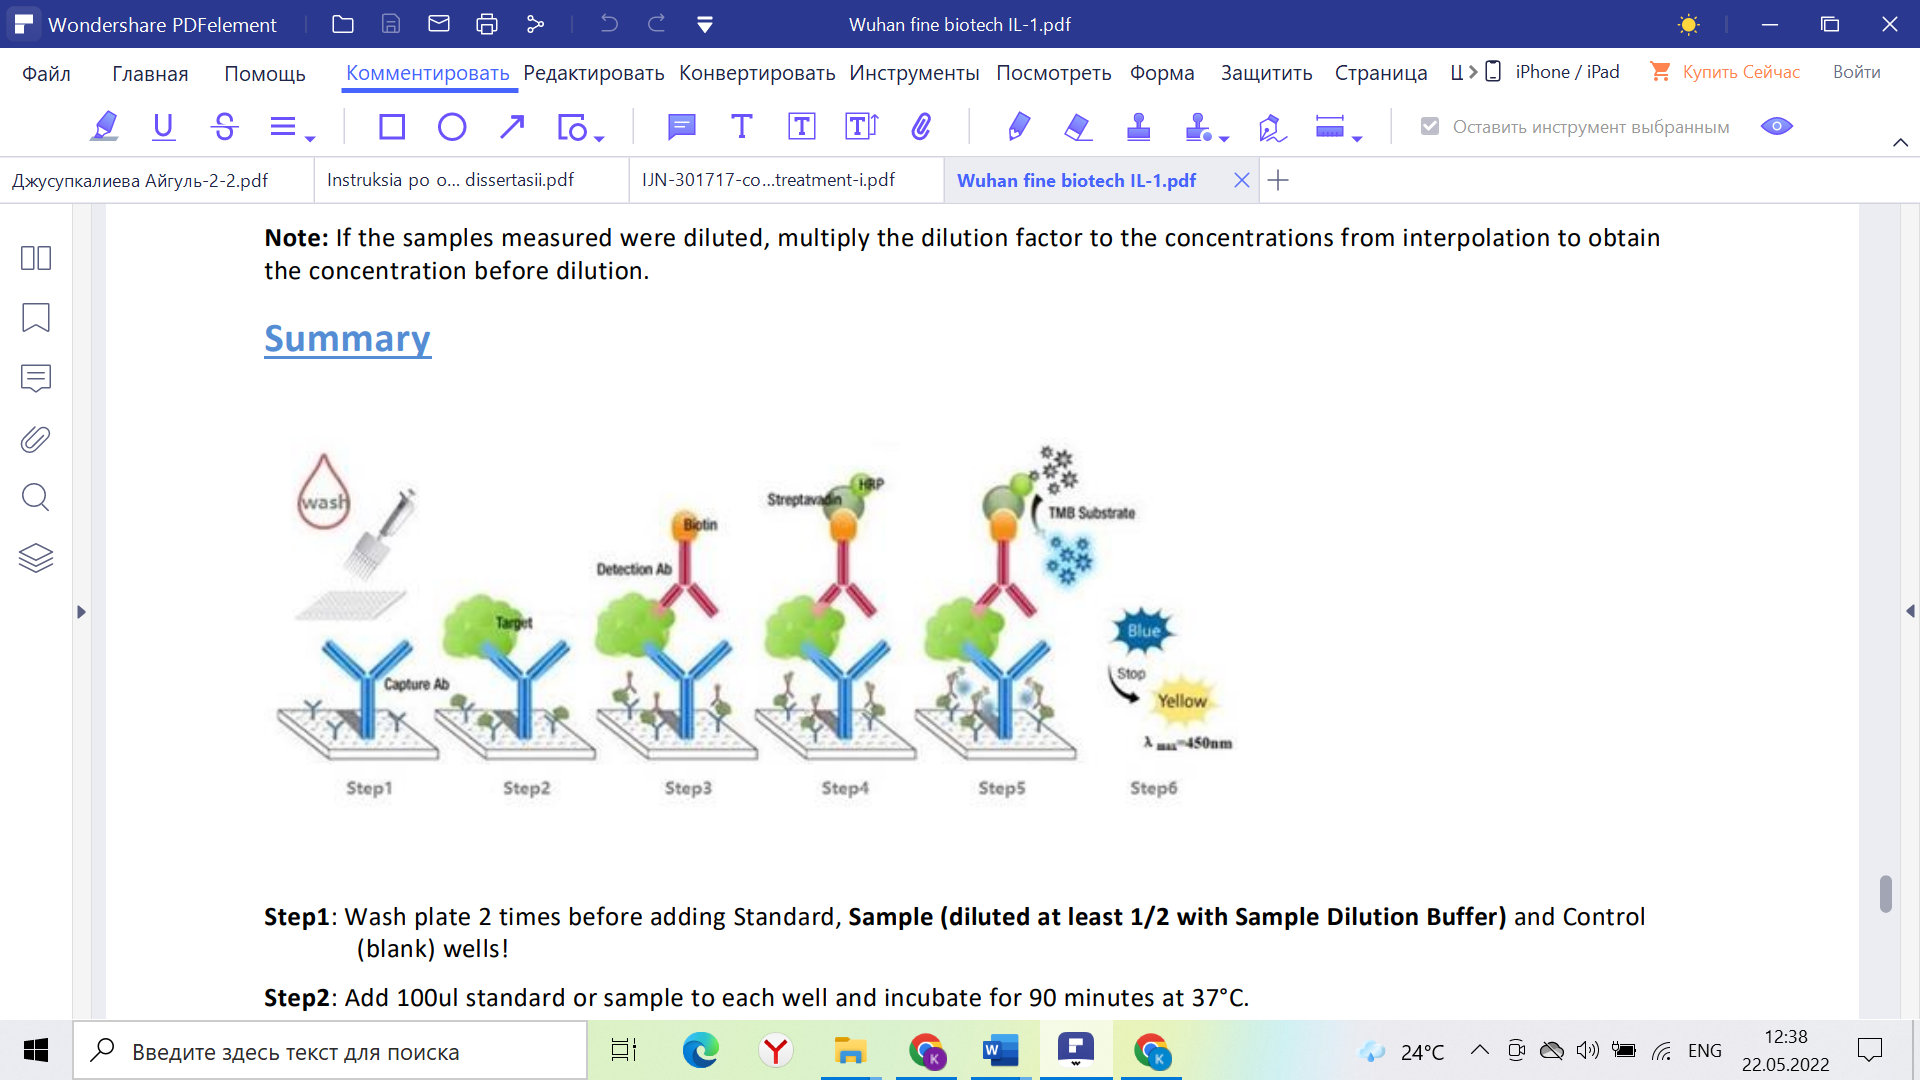 Wondershare PDFelement
Wuhan fine biotech IL-1.pdf
Файл Главная Помощь Комментировать Редактировать Конвертировать Инструменты Посмотреть Форма Защитить Страница iPhone / iPad Купить Сейчас Войти
Оставить инструмент выбранным
Джусупкалиева Айгуль-2-2.pdf
Instruksia po o... dissertasii.pdf
IJN-301717-co...treatment-i.pdf
Wuhan fine biotech IL-1.pdf
Note: If the samples measured were diluted, multiply the dilution factor to the concentrations from interpolation to obtain
the concentration before dilution.
Summary
wash
Capture Ab
Target
Biotin
Detection Ab
HRP
Streptavadin
TMB Substrate
Blue
Stop
Yellow
λ max=450nm
Step1 Step2 Step3 Step4 Step5 Step6
Step1: Wash plate 2 times before adding Standard, Sample (diluted at least 1/2 with Sample Dilution Buffer) and Control
(blank) wells!
Step2: Add 100ul standard or sample to each well and incubate for 90 minutes at 37°C.
Введите здесь текст для поиска
24°C
ENG
12:38
22.05.2022